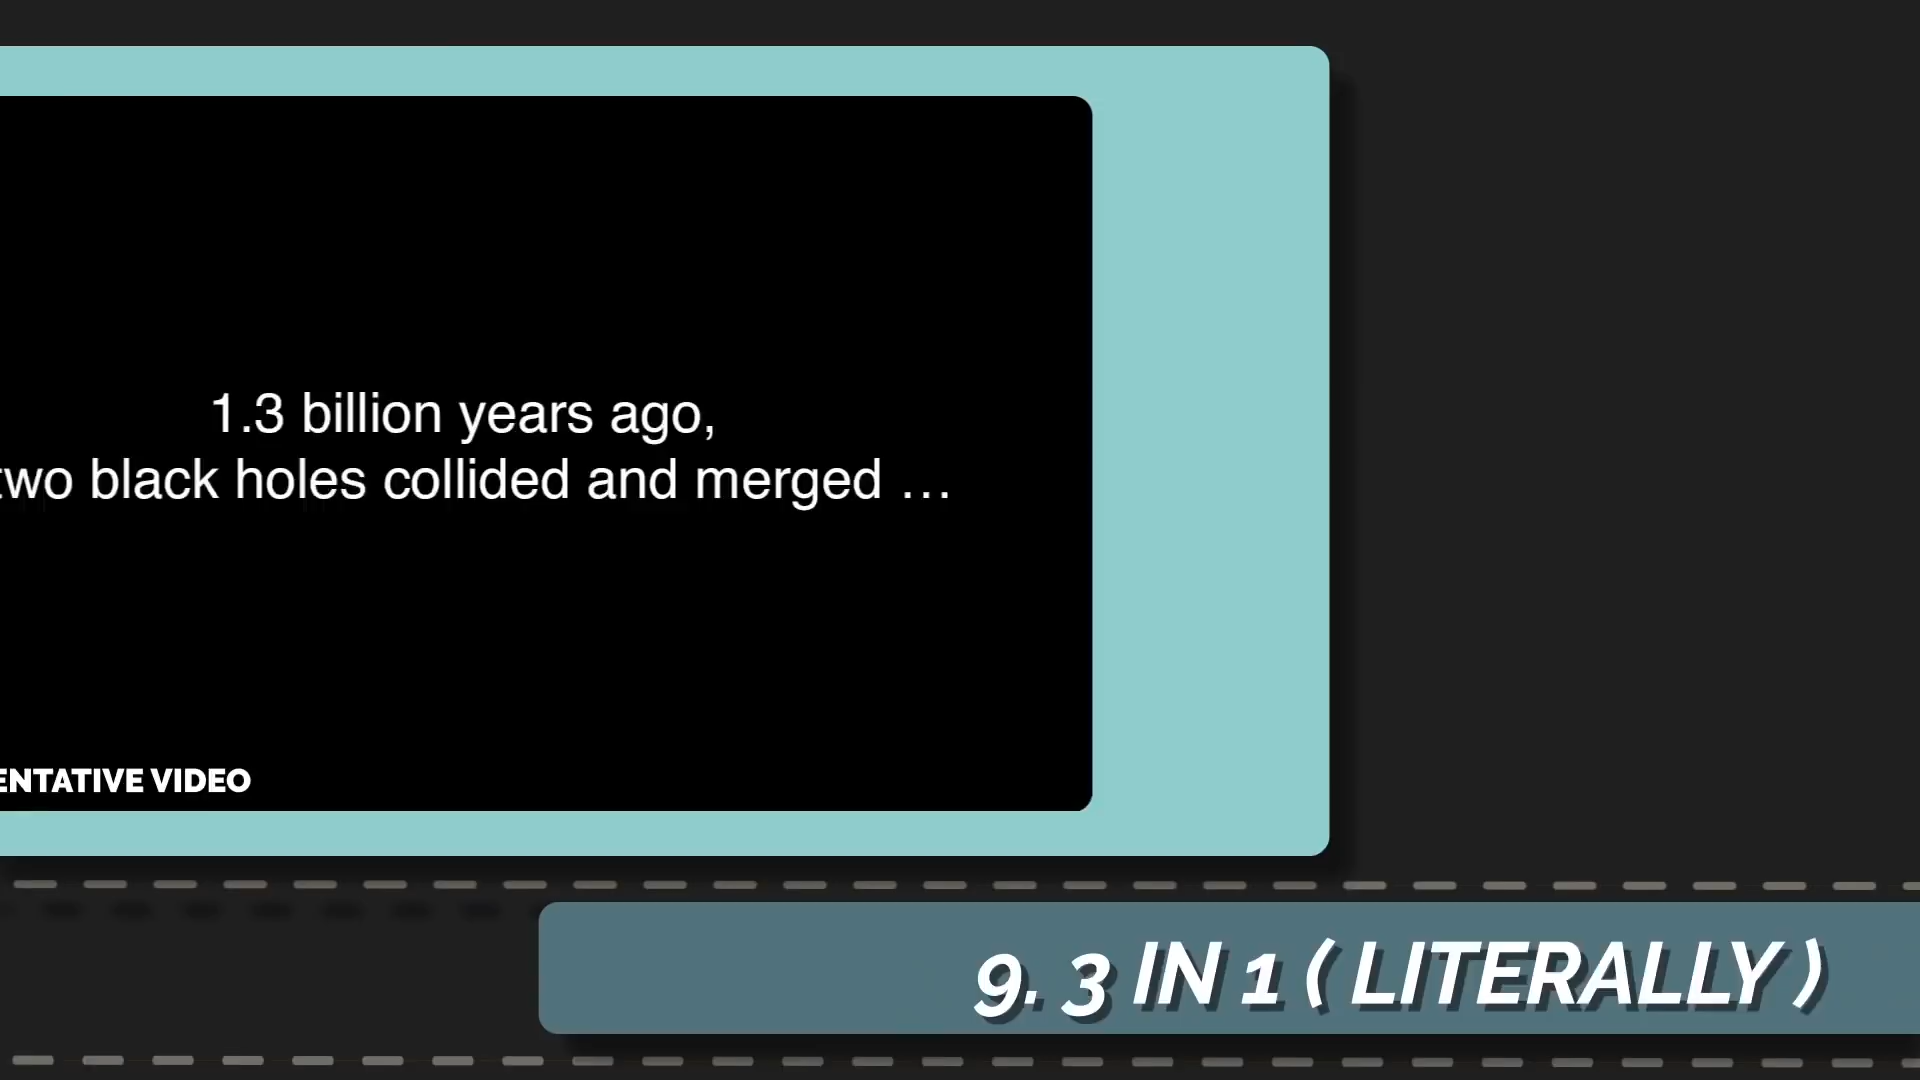 1.3 billion years ago,
two black holes collided and merged ...
ENTATIVE VIDEO
9. 3 IN 1 ( LITERALLY )